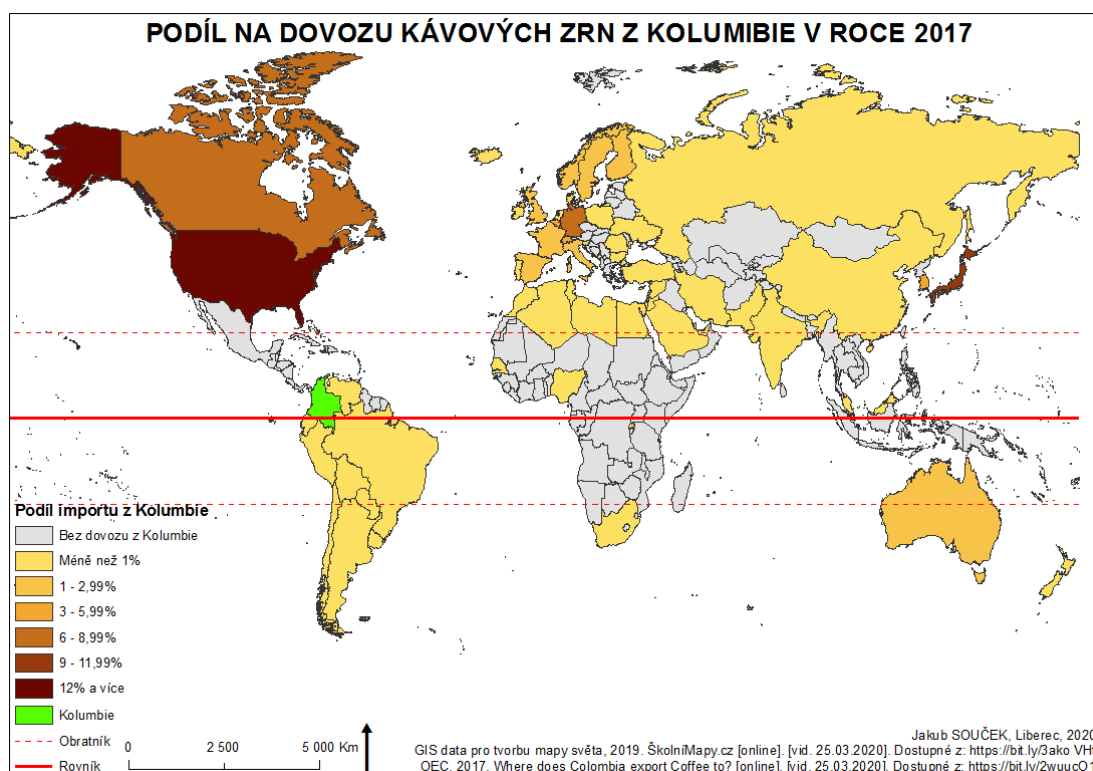 PODÍL NA DOVOZU KÁVOVÝCH ZRN Z KOLUMIBIE V ROCE 2017
Podíl importu z Kolumbie
Bez dovozu z Kolumbie
Méně než 1%
1 - 2,99%
3 - 5,99%
6 - 8,99%
9 - 11,99%
12% a více
Kolumbie
Obratník
Rovník
0 2 500 5 000 Km
Jakub SOUČEK, Liberec, 2020
GIS data pro tvorbu mapy světa, 2019. ŠkolníMapy.cz [online]. [vid. 25.03.2020]. Dostupné z: https://bit.ly/3ako VHf
OEC, 2017. Where does Colombia export Coffee to? [online]. [vid. 25.03.2020]. Dostupné z: https://bit.ly/2wuucO1